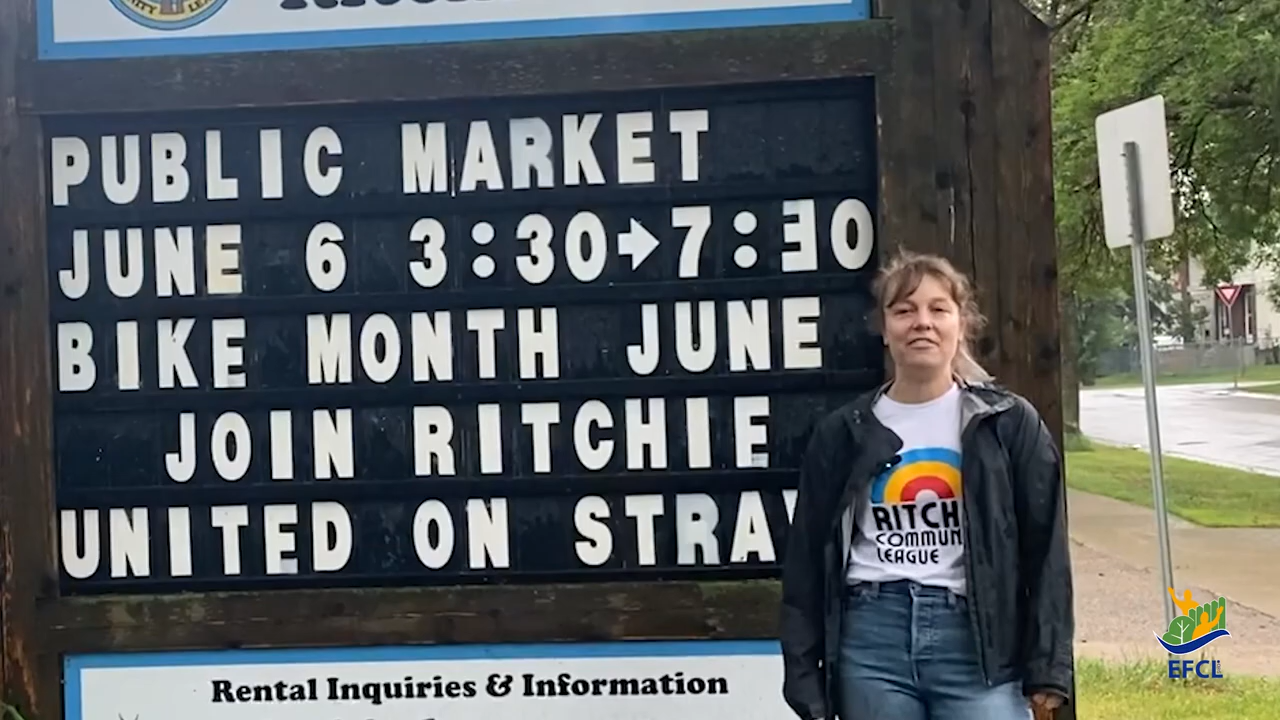 PUBLIC MARKET
JUNE 6 3:30→7:30
BIKE MONTH JUNE
JOIN RITCHIE
UNITED ON STRAV
RITCH
COMMUN
LEAGUE
Rental Inquiries & Information
EFCL